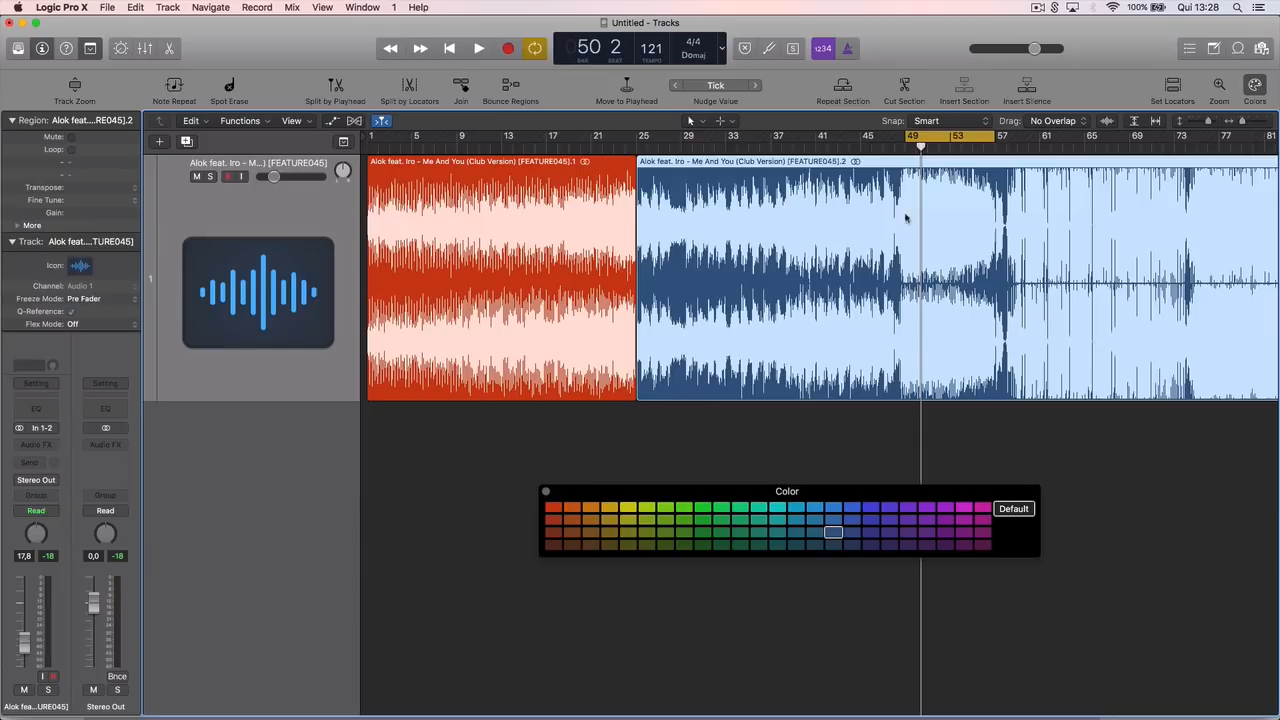 Logic Pro X File Edit Track Navigate Record Mix View Window 1 Help 100% Qui 13:28
Untitled - Tracks
50 2 121 4/4 Domaj
BAR BEAT TEMPO
1234
Track Zoom Note Repeat Spot Erase Split by Playhead Split by Locators Join Bounce Regions Move to Playhead Tick Nudge Value Repeat Section Cut Section Insert Section Insert Silence Set Locators Zoom Colors
Region: Alok feat....RE045].2
Edit Functions View Snap: Smart Drag: No Overlap
Mute:
Loop:
1 5 9 13 17 21 25 29 33 37 41 45 49 53 57 61 65 69 73 77 81
Alok feat. Iro - M...) [FEATURE045]
M S R I
L R
Alok feat. Iro - Me And You (Club Version) [FEATURE045].1
Alok feat. Iro - Me And You (Club Version) [FEATURE045].2
1
Transpose:
Fine Tune:
Gain:
More
Track: Alok feat....TURE045]
Icon:
Channel: Audio 1
Freeze Mode: Pre Fader
Q-Reference:
Flex Mode: Off
Setting Setting
EQ EQ
In 1-2
Audio FX Audio FX
Send
Stereo Out
Group Group
Read Read
17,8 -18 0,0 -18
I R Bnce
M S M S
Alok fea...URE045] Stereo Out
Color
Default